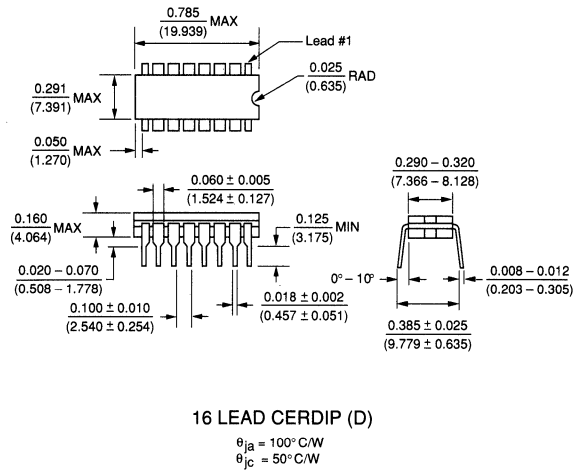 0.785
(19.939)
MAX
Lead #1
0.291
(7.391)
MAX
0.025
(0.635)
RAD
0.050
(1.270)
MAX
0.060 ± 0.005
(1.524 ± 0.127)
0.290 – 0.320
(7.366 – 8.128)
0.160
(4.064)
MAX
0.125
(3.175)
MIN
0.020 – 0.070
(0.508 – 1.778)
0° – 10°
0.008 – 0.012
(0.203 – 0.305)
0.100 ± 0.010
(2.540 ± 0.254)
0.018 ± 0.002
(0.457 ± 0.051)
0.385 ± 0.025
(9.779 ± 0.635)
16 LEAD CERDIP (D)
θja = 100° C/W
θjc = 50° C/W